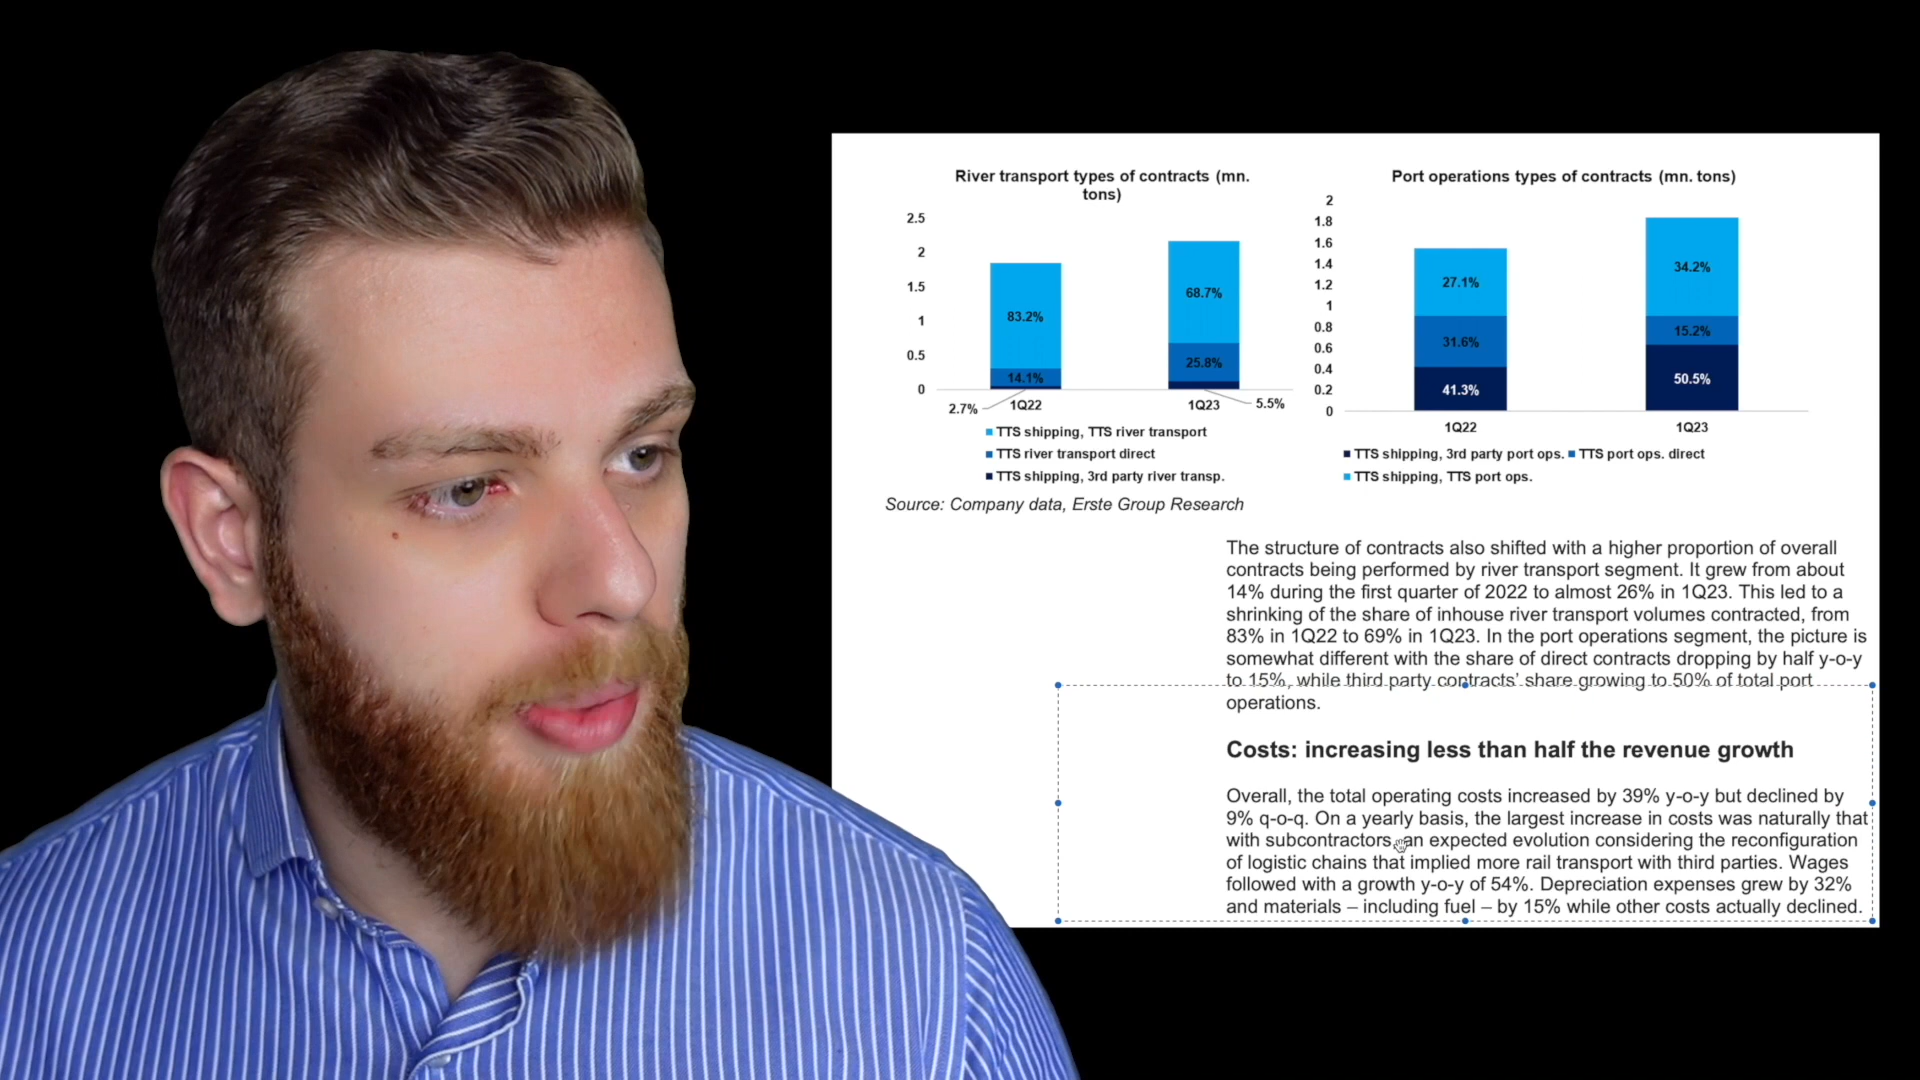 River transport types of contracts (mn.
tons)
2.5
2
1.5
1
0.5
0
83.2%
14.1%
2.7%
1Q22
68.7%
25.8%
5.5%
1Q23
TTS shipping, TTS river transport
TTS river transport direct
TTS shipping, 3rd party river transp.
Port operations types of contracts (mn. tons)
2
1.8
1.6
1.4
1.2
1
0.8
0.6
0.4
0.2
0
27.1%
31.6%
41.3%
1Q22
34.2%
15.2%
50.5%
1Q23
TTS shipping, 3rd party port ops. TTS port ops. direct
TTS shipping, TTS port ops.
Source: Company data, Erste Group Research
The structure of contracts also shifted with a higher proportion of overall
contracts being performed by river transport segment. It grew from about
14% during the first quarter of 2022 to almost 26% in 1Q23. This led to a
shrinking of the share of inhouse river transport volumes contracted, from
83% in 1Q22 to 69% in 1Q23. In the port operations segment, the picture is
somewhat different with the share of direct contracts dropping by half y-o-y
to 15%, while third party contracts' share growing to 50% of total port
operations.
Costs: increasing less than half the revenue growth
Overall, the total operating costs increased by 39% y-o-y but declined by
9% q-o-q. On a yearly basis, the largest increase in costs was naturally that
with subcontractors, an expected evolution considering the reconfiguration
of logistic chains that implied more rail transport with third parties. Wages
followed with a growth y-o-y of 54%. Depreciation expenses grew by 32%
and materials – including fuel – by 15% while other costs actually declined.